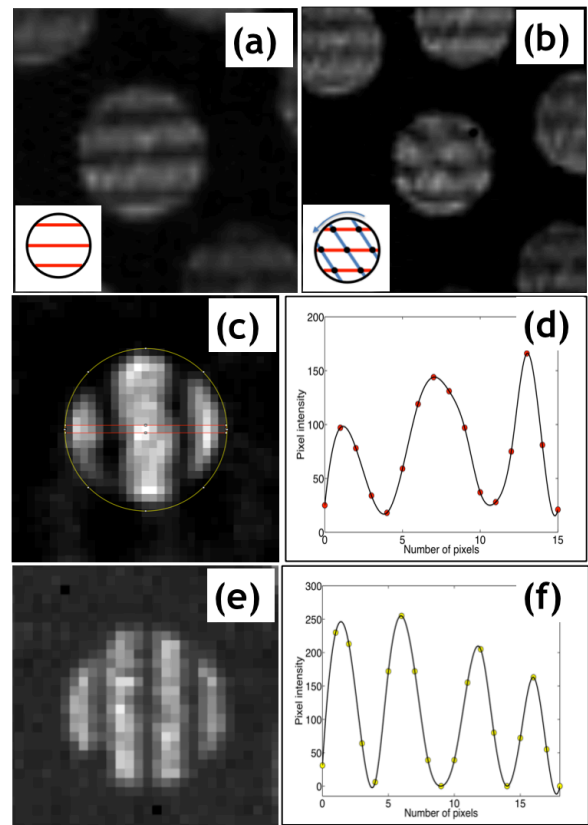 (a)
(b)
(c)
(d)
200
150
100
50
0
0 5 10 15
Pixel intensity
Number of pixels
(e)
(f)
300
250
200
150
100
50
0
0 5 10 15
Pixel intensity
Number of pixels